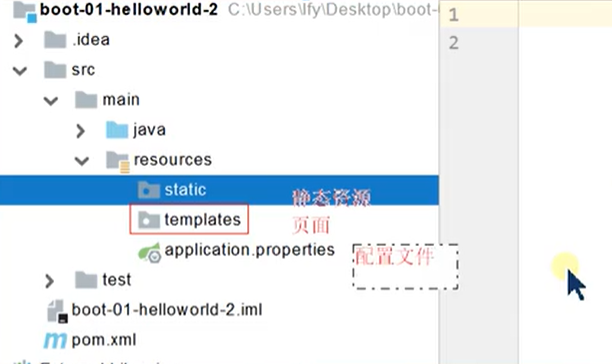 boot-01-helloworld-2 C:\Users\lfy\Desktop\boot- 1
.idea 2
src
main
java
resources
static 静态资源
templates 页面
application.properties 配置文件
test
boot-01-helloworld-2.iml
m pom.xml